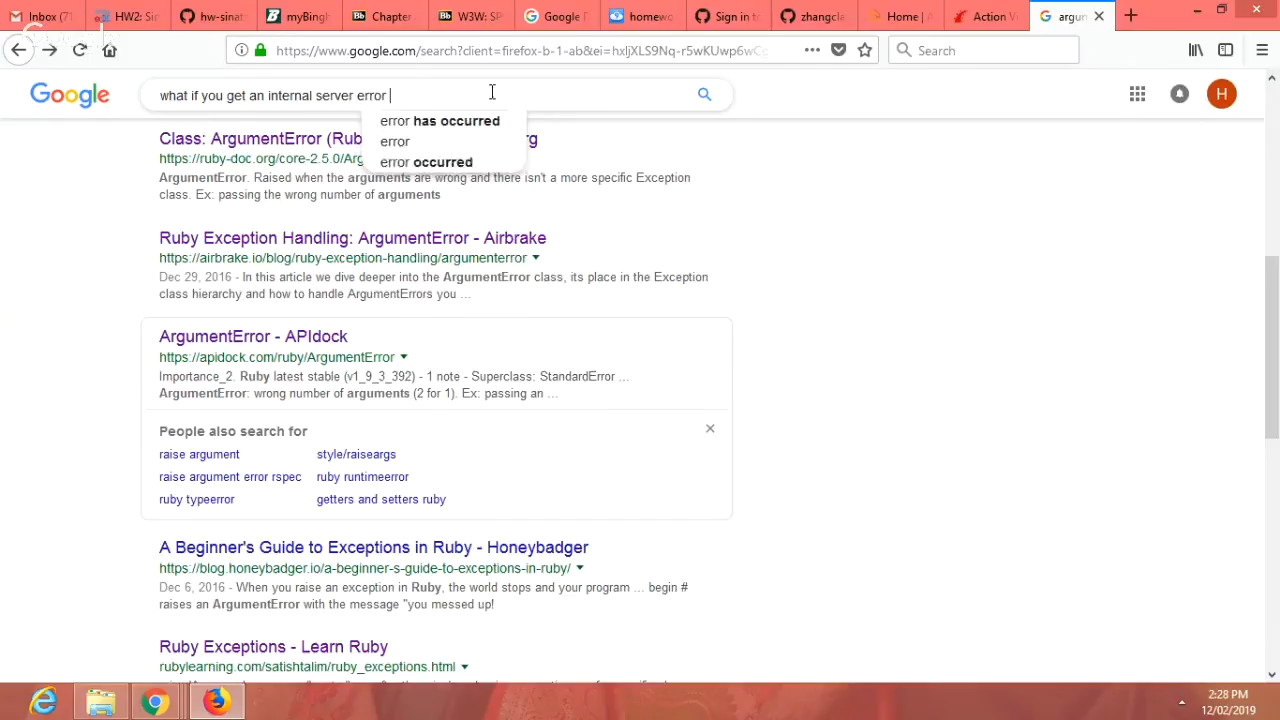 Inbox (7
HW2: Sin
hw-sinat
myBingh
Chapter
W3W: SP
Google D
homewo
Sign in t
zhangcla
Home | A
Action Vi
argun
https://www.google.com/search?client=firefox-b-1-ab&ei=hxljXLS9Nq-r5wKUwp6wC
Search
Google
what if you get an internal server error
H
error has occurred
error
error occurred
Class: ArgumentError (Rub
g
https://ruby-doc.org/core-2.5.0/Arg
ArgumentError. Raised when the arguments are wrong and there isn't a more specific Exception
class. Ex: passing the wrong number of arguments
Ruby Exception Handling: ArgumentError - Airbrake
https://airbrake.io/blog/ruby-exception-handling/argumenterror
Dec 29, 2016 - In this article we dive deeper into the ArgumentError class, its place in the Exception
class hierarchy and how to handle ArgumentErrors you ...
ArgumentError - APIdock
https://apidock.com/ruby/ArgumentError
Importance_2. Ruby latest stable (v1_9_3_392) - 1 note - Superclass: StandardError ...
ArgumentError: wrong number of arguments (2 for 1). Ex: passing an ...
People also search for
raise argument
style/raiseargs
raise argument error rspec
ruby runtimeerror
ruby typeerror
getters and setters ruby
A Beginner's Guide to Exceptions in Ruby - Honeybadger
https://blog.honeybadger.io/a-beginner-s-guide-to-exceptions-in-ruby/
Dec 6, 2016 - When you raise an exception in Ruby, the world stops and your program ... begin #
raises an ArgumentError with the message "you messed up!
Ruby Exceptions - Learn Ruby
rubylearning.com/satishtalim/ruby_exceptions.html
2:28 PM
12/02/2019